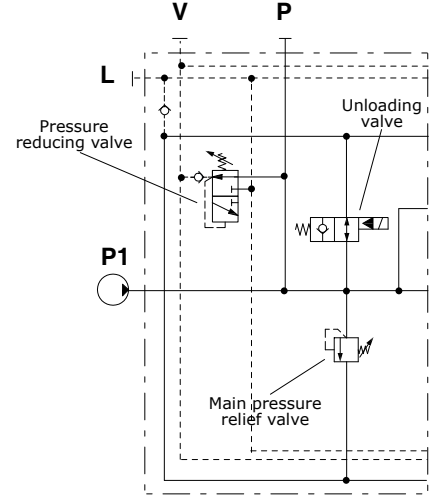 V
P
L
Unloading
valve
Pressure
reducing valve
P1
Main pressure
relief valve